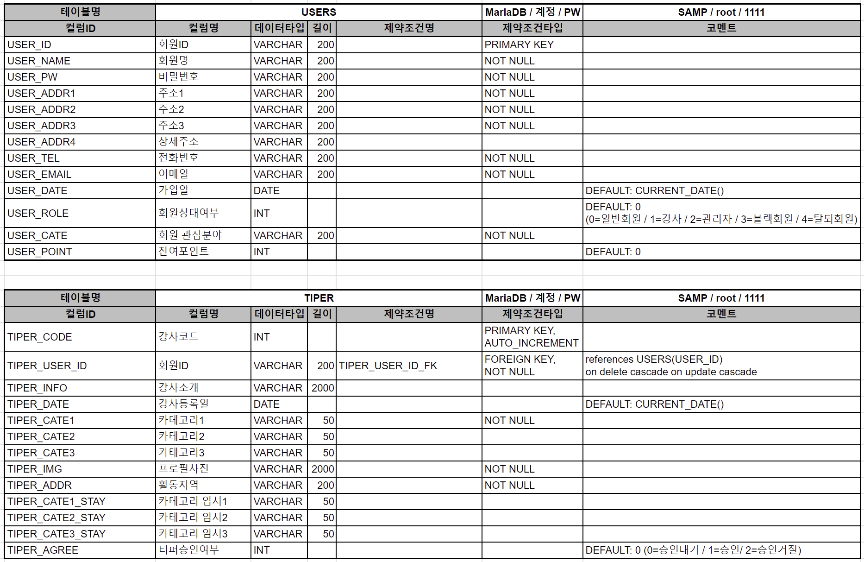 테이블명 USERS MariaDB / 계정 / PW SAMP / root / 1111
컬럼ID 컬럼명 데이터타입 길이 제약조건명 제약조건타입 코멘트
USER_ID 회원ID VARCHAR 200 PRIMARY KEY
USER_NAME 회원명 VARCHAR 200 NOT NULL
USER_PW 비밀번호 VARCHAR 200 NOT NULL
USER_ADDR1 주소1 VARCHAR 200 NOT NULL
USER_ADDR2 주소2 VARCHAR 200 NOT NULL
USER_ADDR3 주소3 VARCHAR 200 NOT NULL
USER_ADDR4 상세주소 VARCHAR 200
USER_TEL 전화번호 VARCHAR 200 NOT NULL
USER_EMAIL 이메일 VARCHAR 200 NOT NULL
USER_DATE 가입일 DATE DEFAULT: CURRENT_DATE()
USER_ROLE 회원상태여부 INT DEFAULT: 0
(0=일반회원 / 1=강사 / 2=관리자 / 3=블랙회원 / 4=탈퇴회원)
USER_CATE 회원 관심분야 VARCHAR 200 NOT NULL
USER_POINT 잔여포인트 INT DEFAULT: 0
테이블명 TIPER MariaDB / 계정 / PW SAMP / root / 1111
컬럼ID 컬럼명 데이터타입 길이 제약조건명 제약조건타입 코멘트
TIPER_CODE 강사코드 INT PRIMARY KEY,
AUTO_INCREMENT
TIPER_USER_ID 회원ID VARCHAR 200 TIPER_USER_ID_FK FOREIGN KEY, references USERS(USER_ID)
NOT NULL on delete cascade on update cascade
TIPER_INFO 강사소개 VARCHAR 2000
TIPER_DATE 강사등록일 DATE DEFAULT: CURRENT_DATE()
TIPER_CATE1 카테고리1 VARCHAR 50 NOT NULL
TIPER_CATE2 카테고리2 VARCHAR 50
TIPER_CATE3 카테고리3 VARCHAR 50
TIPER_IMG 프로필사진 VARCHAR 2000 NOT NULL
TIPER_ADDR 활동지역 VARCHAR 200 NOT NULL
TIPER_CATE1_STAY 카테고리 임시1 VARCHAR 50
TIPER_CATE2_STAY 카테고리 임시2 VARCHAR 50
TIPER_CATE3_STAY 카테고리 임시3 VARCHAR 50
TIPER_AGREE 티퍼승인여부 INT DEFAULT: 0 (0=승인대기 / 1=승인/ 2=승인거절)